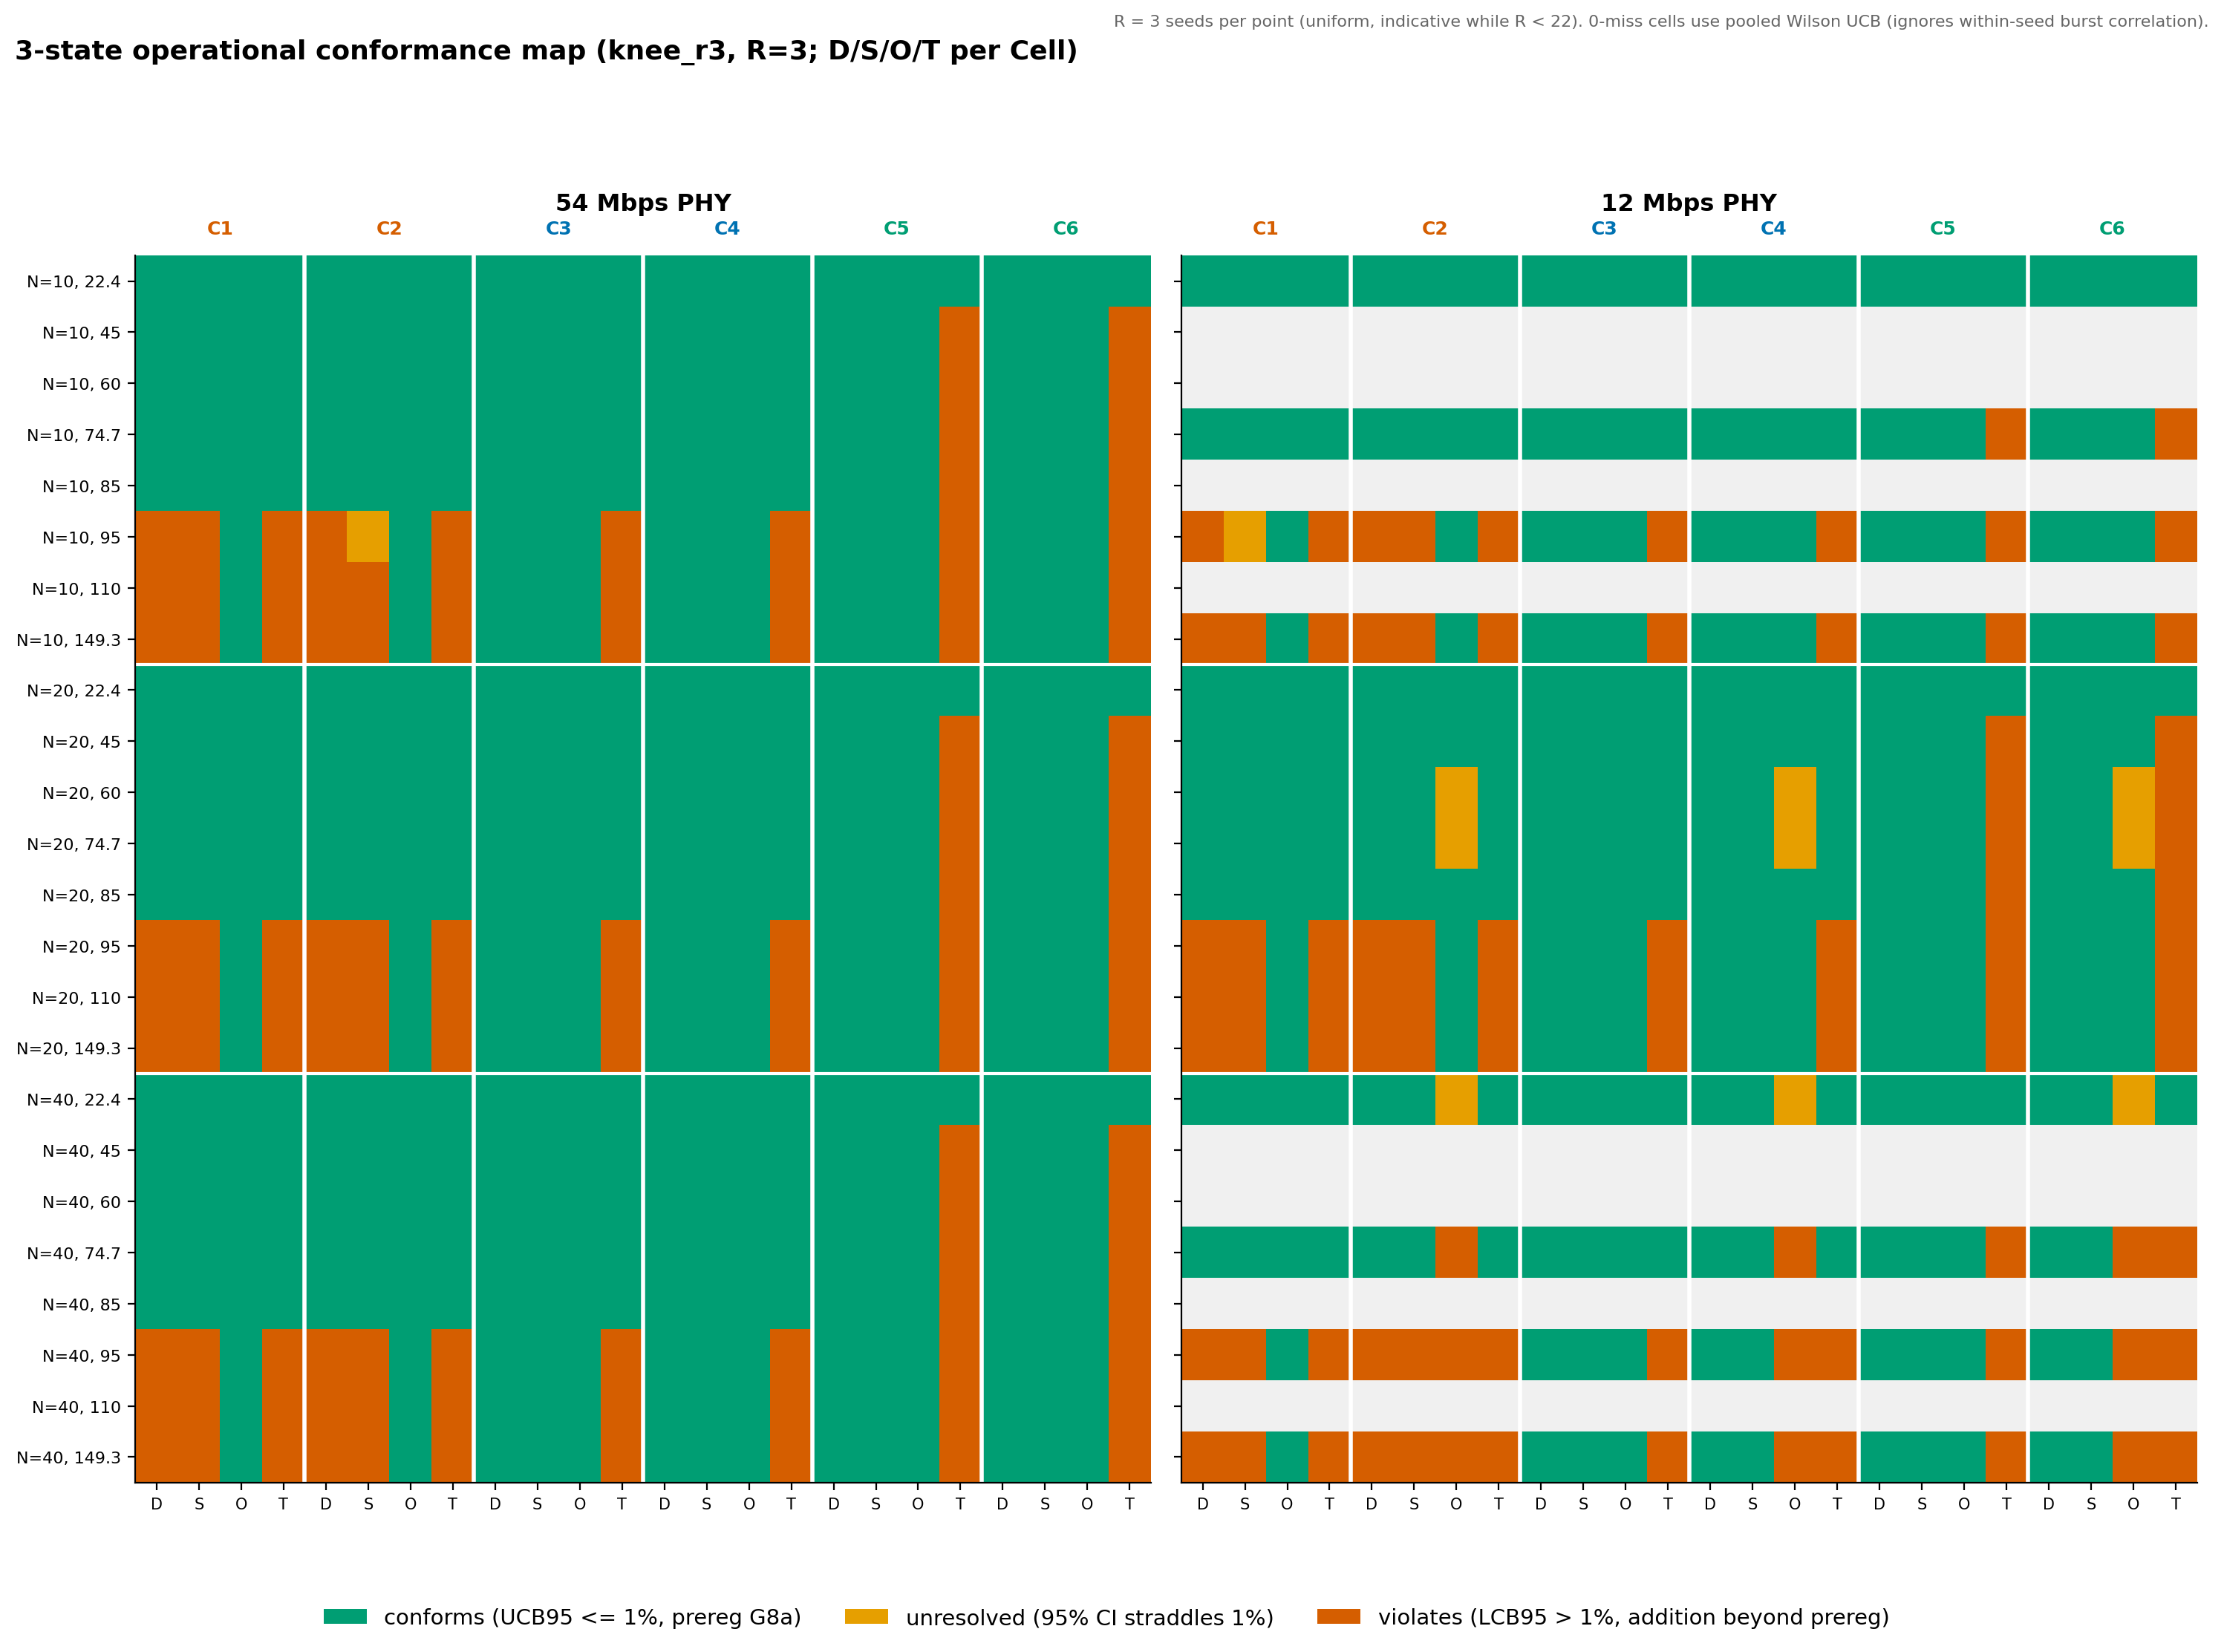 R = 3 seeds per point (uniform, indicative while R < 22). 0-miss cells use pooled Wilson UCB (ignores within-seed burst correlation).
3-state operational conformance map (knee_r3, R=3; D/S/O/T per Cell)
54 Mbps PHY
12 Mbps PHY
C1 C2 C3 C4 C5 C6
C1 C2 C3 C4 C5 C6
N=10, 22.4
N=10, 45
N=10, 60
N=10, 74.7
N=10, 85
N=10, 95
N=10, 110
N=10, 149.3
N=20, 22.4
N=20, 45
N=20, 60
N=20, 74.7
N=20, 85
N=20, 95
N=20, 110
N=20, 149.3
N=40, 22.4
N=40, 45
N=40, 60
N=40, 74.7
N=40, 85
N=40, 95
N=40, 110
N=40, 149.3
D S O T D S O T D S O T D S O T D S O T D S O T
D S O T D S O T D S O T D S O T D S O T D S O T
conforms (UCB95 <= 1%, prereg G8a)
unresolved (95% CI straddles 1%)
violates (LCB95 > 1%, addition beyond prereg)